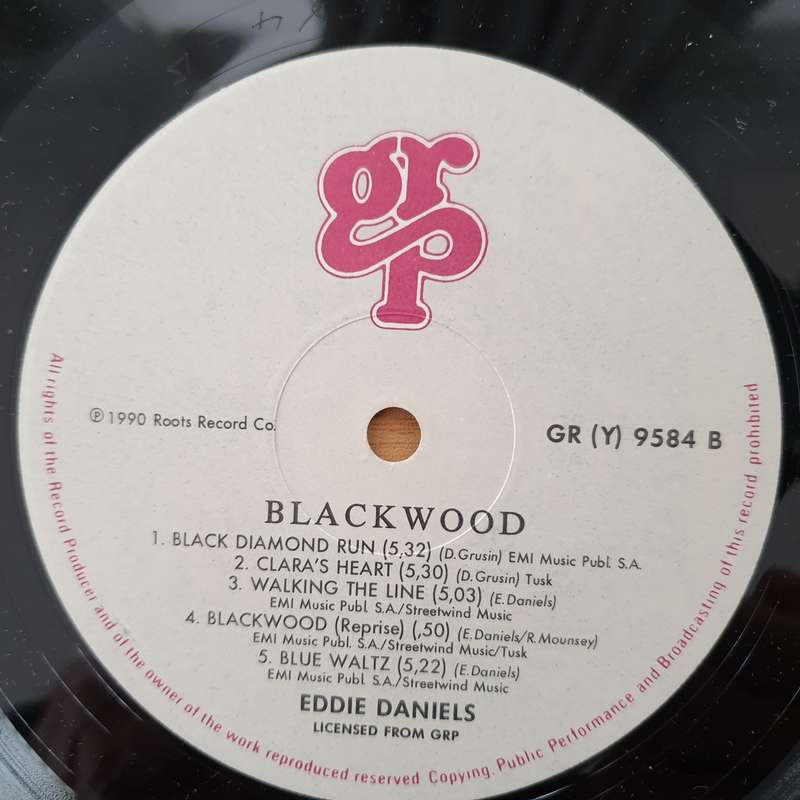 grp
℗ 1990 Roots Record Co.
GR (Y) 9584 B
BLACKWOOD
1. BLACK DIAMOND RUN (5,32) (D.Grusin) EMI Music Publ. S.A.
2. CLARA'S HEART (5,30) (D.Grusin) Tusk
3. WALKING THE LINE (5,03) (E.Daniels)
EMI Music Publ. S.A./Streetwind Music
4. BLACKWOOD (Reprise) (,50) (E.Daniels/R.Mounsey)
EMI Music Publ. S.A./Streetwind Music/Tusk
5. BLUE WALTZ (5,22) (E.Daniels)
EMI Music Publ. S.A./Streetwind Music
EDDIE DANIELS
LICENSED FROM GRP
All rights of the Record Producer and of the owner of the work reproduced reserved Copying. Public Performance and Broadcasting of this record prohibited